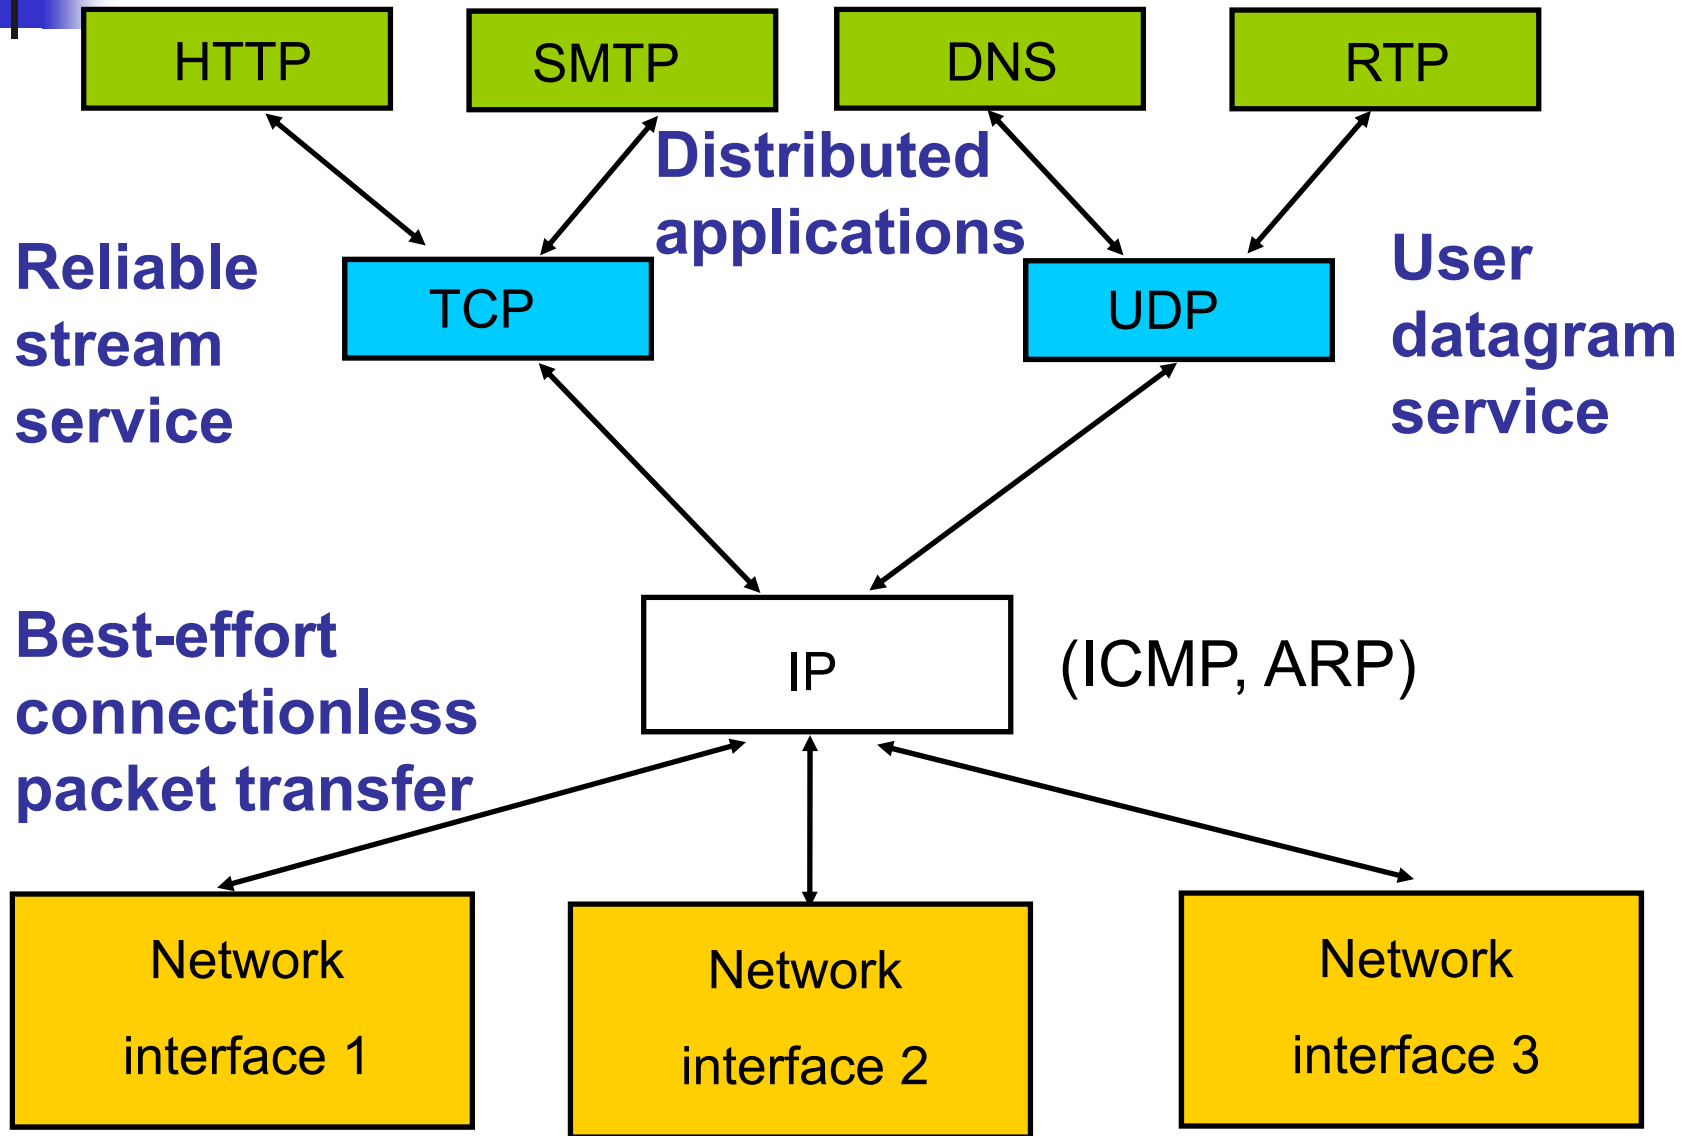 HTTP
SMTP
DNS
RTP
Distributed
applications
Reliable
stream
service
TCP
UDP
User
datagram
service
Best-effort
connectionless
packet transfer
IP
(ICMP, ARP)
Network
interface 1
Network
interface 2
Network
interface 3